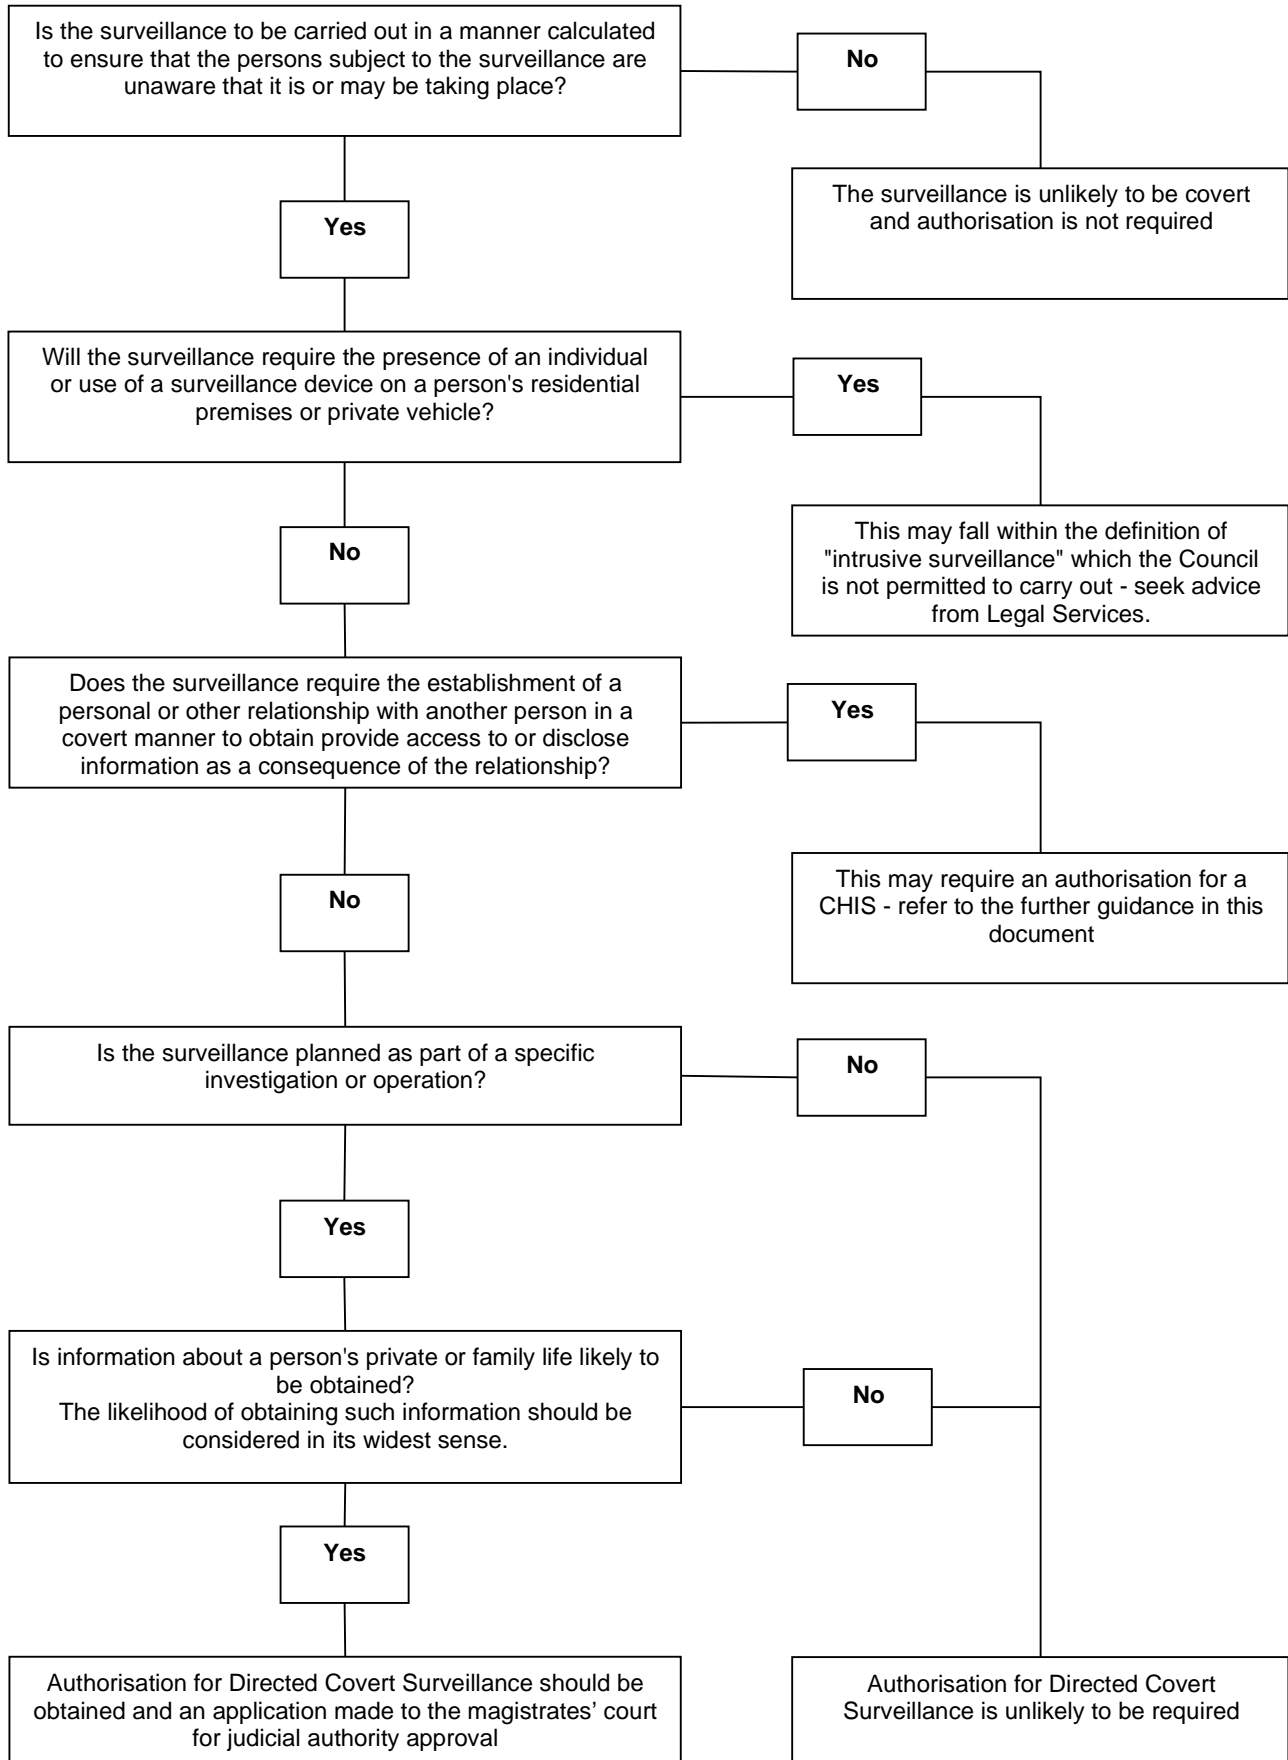 Is the surveillance to be carried out in a manner calculated
to ensure that the persons subject to the surveillance are
unaware that it is or may be taking place?
No
The surveillance is unlikely to be covert
and authorisation is not required
Yes
Will the surveillance require the presence of an individual
or use of a surveillance device on a person's residential
premises or private vehicle?
Yes
This may fall within the definition of
"intrusive surveillance" which the Council
is not permitted to carry out - seek advice
from Legal Services.
No
Does the surveillance require the establishment of a
personal or other relationship with another person in a
covert manner to obtain provide access to or disclose
information as a consequence of the relationship?
Yes
This may require an authorisation for a
CHIS - refer to the further guidance in this
document
No
Is the surveillance planned as part of a specific
investigation or operation?
No
Yes
Is information about a person's private or family life likely to
be obtained?
The likelihood of obtaining such information should be
considered in its widest sense.
No
Yes
Authorisation for Directed Covert Surveillance should be
obtained and an application made to the magistrates’ court
for judicial authority approval
Authorisation for Directed Covert
Surveillance is unlikely to be required